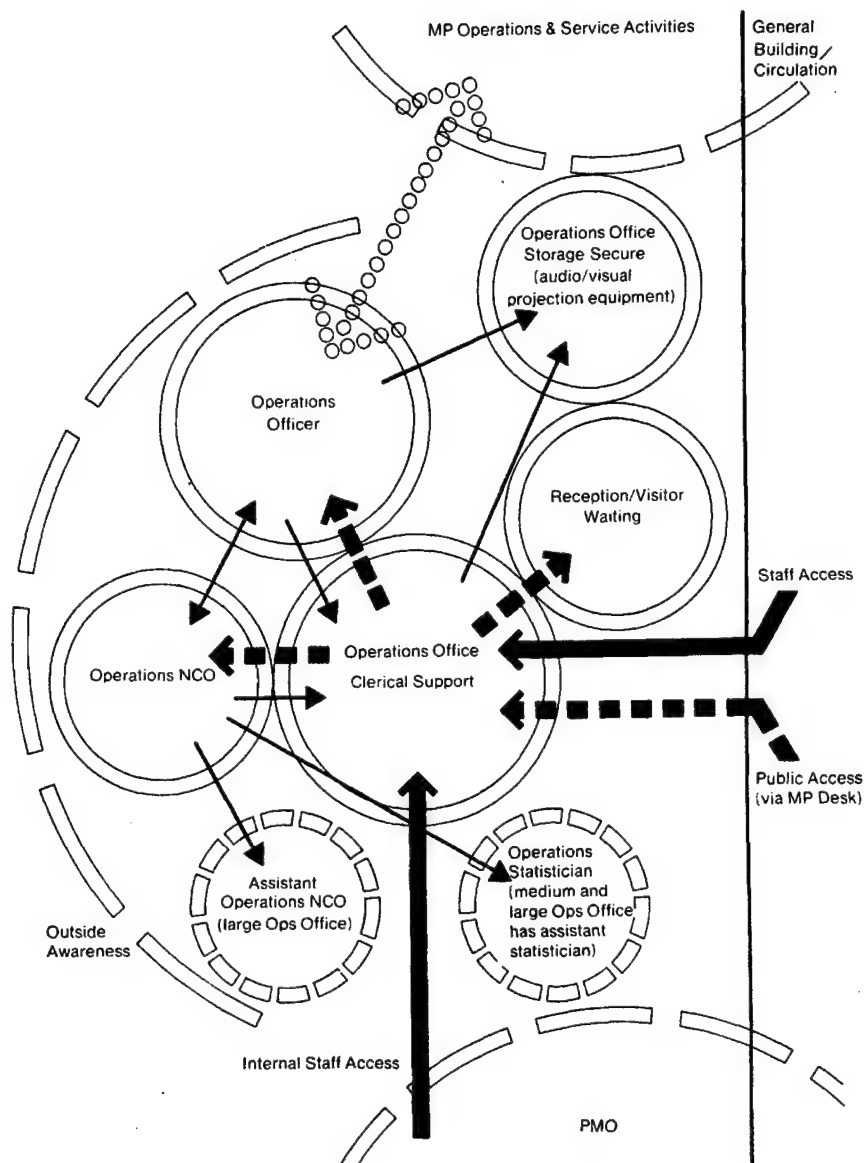 MP Operations & Service Activities
General
Building/
Circulation
Operations Office
Storage Secure
(audio/visual
projection equipment)
Operations
Officer
Reception/Visitor
Waiting
Staff Access
Operations NCO
Operations Office
Clerical Support
Public Access
(via MP Desk)
Assistant
Operations NCO
(large Ops Office)
Operations
Statistician
(medium and
large Ops Office
has assistant
statistician)
Outside
Awareness
Internal Staff Access
PMO